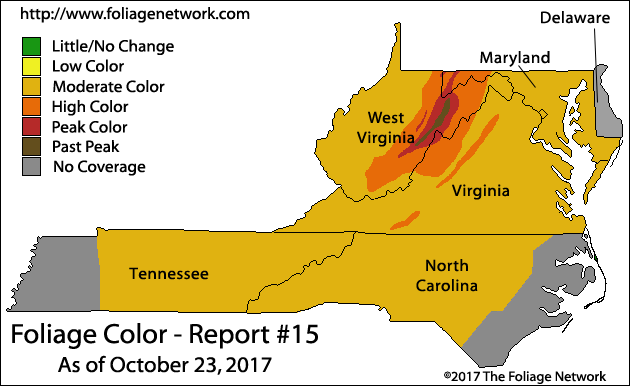 http://www.foliagenetwork.com
Delaware
Little/No Change
Low Color
Moderate Color
High Color
Peak Color
Past Peak
No Coverage
Maryland
West
Virginia
Virginia
Tennessee
North
Carolina
Foliage Color - Report #15
As of October 23, 2017
©2017 The Foliage Network